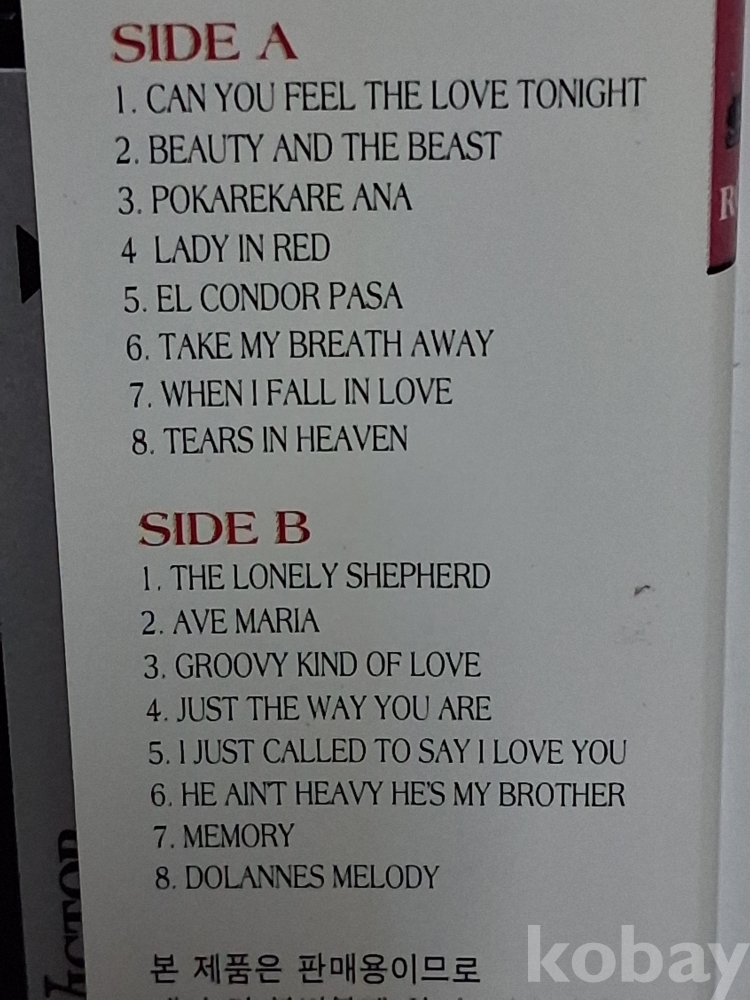 SIDE A
1. CAN YOU FEEL THE LOVE TONIGHT
2. BEAUTY AND THE BEAST
3. POKAREKARE ANA
4 LADY IN RED
5. EL CONDOR PASA
6. TAKE MY BREATH AWAY
7. WHEN I FALL IN LOVE
8. TEARS IN HEAVEN
SIDE B
1. THE LONELY SHEPHERD
2. AVE MARIA
3. GROOVY KIND OF LOVE
4. JUST THE WAY YOU ARE
5. I JUST CALLED TO SAY I LOVE YOU
6. HE AIN'T HEAVY HE'S MY BROTHER
7. MEMORY
8. DOLANNES MELODY
본 제품은 판매용이므로
kobay